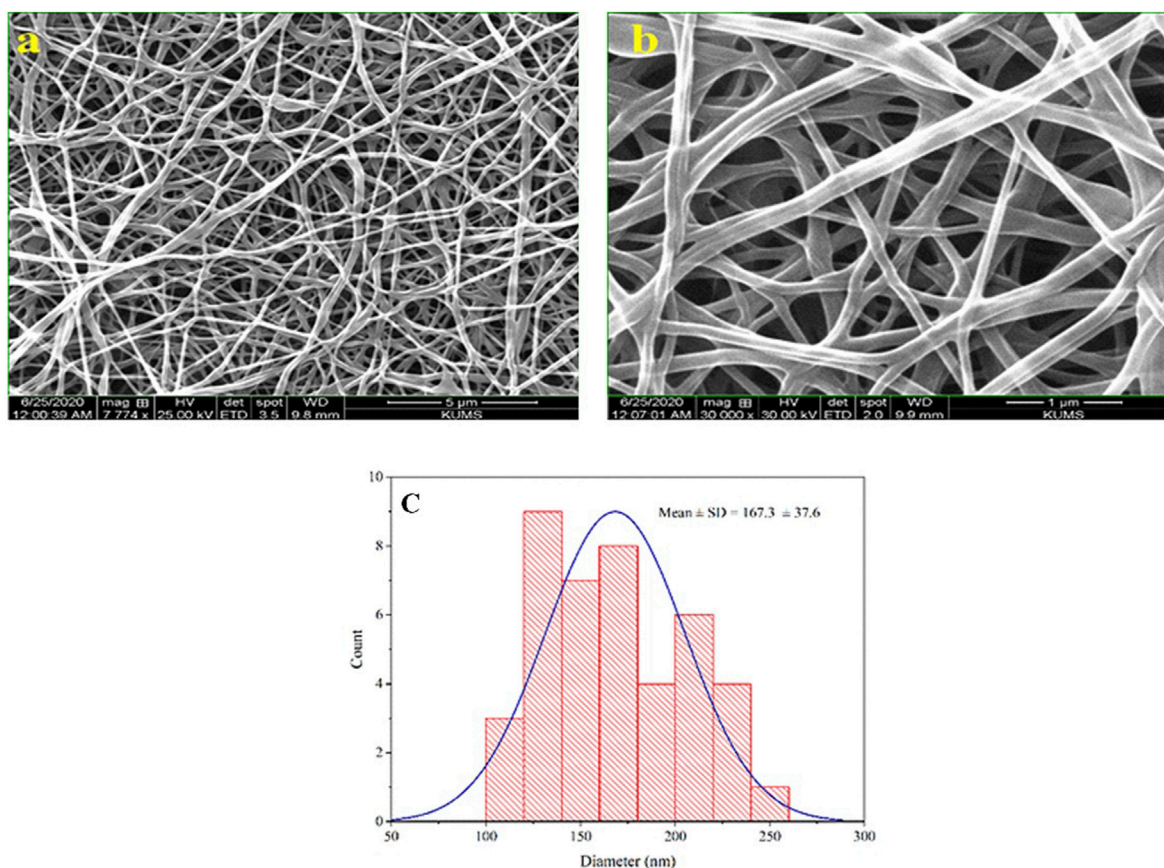 a
6/25/2020 mag ⊞ HV det spot WD 5 µm
12:00:39 AM 7 774 x 25.00 kV ETD 3.5 9.8 mm KUMS
b
6/25/2020 mag ⊞ HV det spot WD 1 µm
12:07:01 AM 30 000 x 30.00 kV ETD 2.0 9.9 mm KUMS
C
Mean ± SD = 167.3 ± 37.6
10
8
6
4
2
0
Count
50 100 150 200 250 300
Diameter (nm)